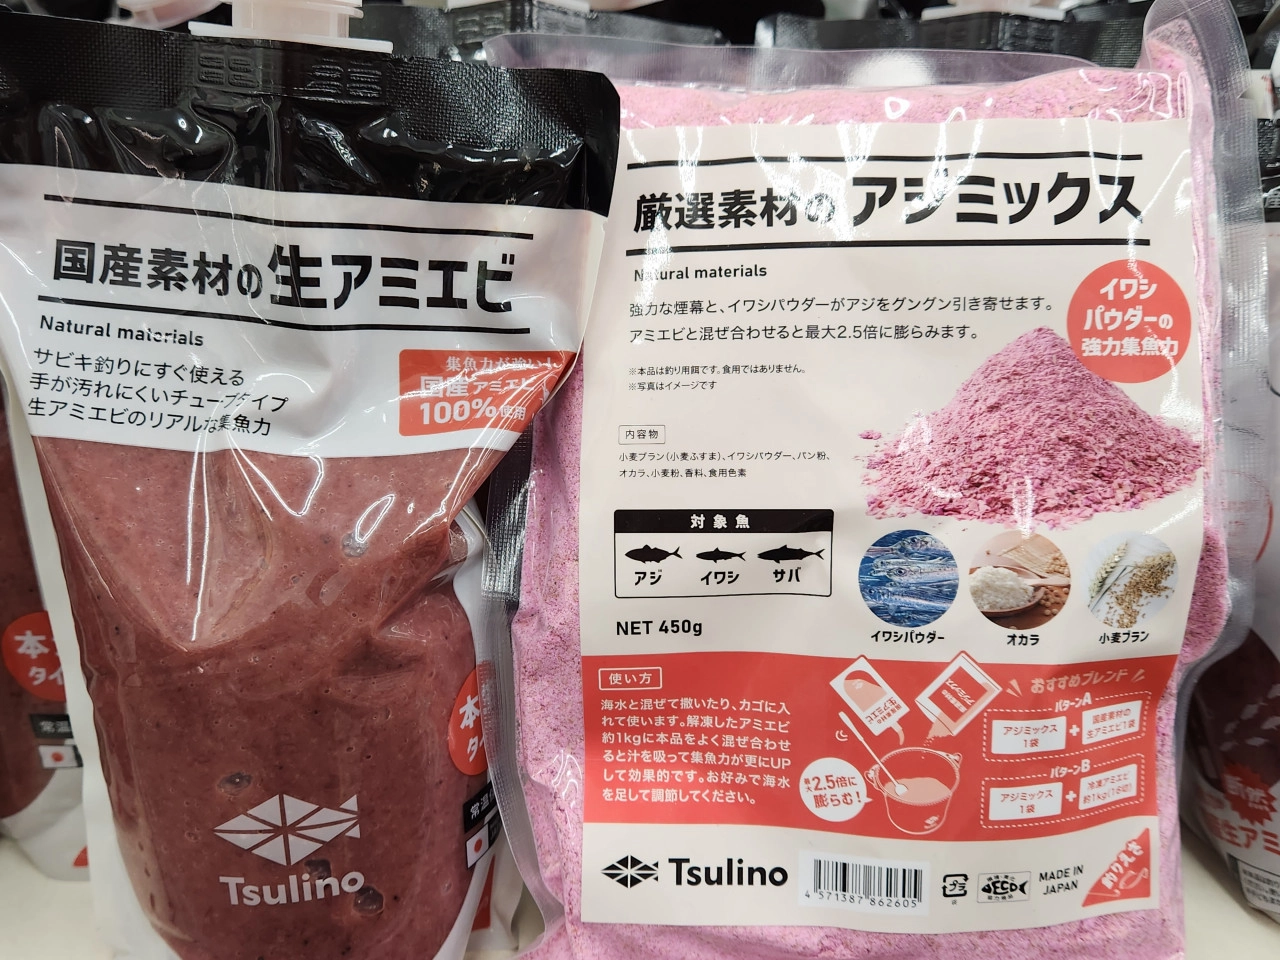 国産素材の生アミエビ
Natural materials
サビキ釣りにすぐ使える
手が汚れにくいチューブタイプ
生アミエビのリアルな集魚力
集魚力が強い
国産アミエビ
100%使用
Tsulino
厳選素材のアジミックス
Natural materials
強力な煙幕と、イワシパウダーがアジをグングン引き寄せます。
アミエビと混ぜ合わせると最大2.5倍に膨らみます。
イワシ
パウダーの
強力集魚力
※本品は釣り用餌です。食用ではありません。
※写真はイメージです
内容物
小麦ブラン(小麦ふすま)、イワシパウダー、パン粉、
オカラ、小麦粉、香料、食用色素
対象魚
アジ イワシ サバ
イワシパウダー オカラ 小麦ブラン
NET 450g
使い方
海水と混ぜて撒いたり、カゴに入
れて使います。解凍したアミエビ
約1kgに本品をよく混ぜ合わせ
ると汁を吸って集魚力が更にUP
して効果的です。お好みで海水
を足して調節してください。
最大2.5倍に
膨らむ!
おすすめブレンド
パターンA
アジミックス
1袋
+
国産素材の
生アミエビ1袋
パターンB
アジミックス
1袋
+
冷凍アミエビ
約1kg(1/8切)
Tsulino
4 571387 862605
プラ
ECO
MADE IN
JAPAN
釣りえさ
本
タイ
常温